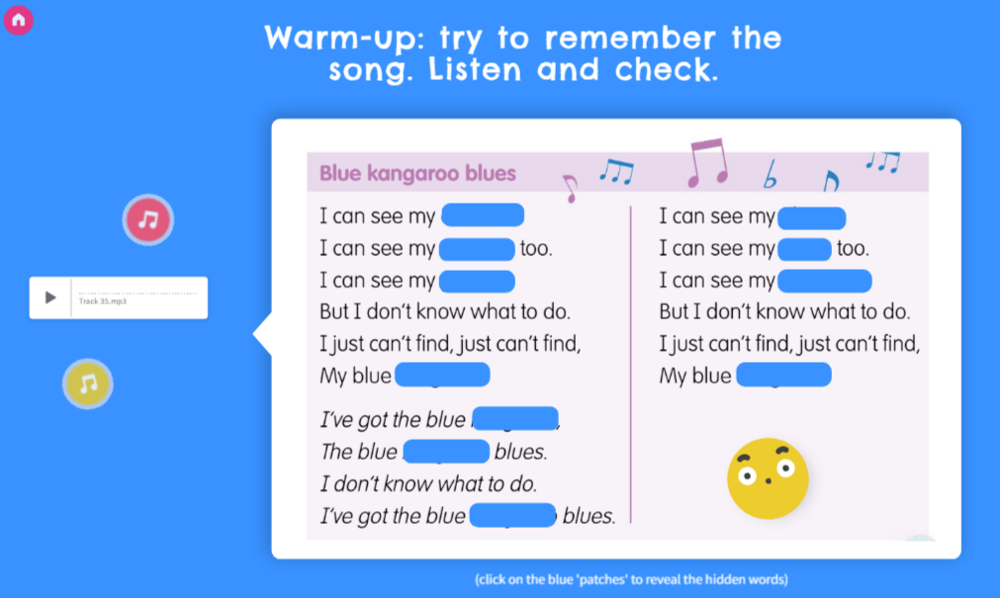 Warm-up: try to remember the
song. Listen and check.
Track 35.mp3
Blue kangaroo blues
I can see my
I can see my too.
I can see my
But I don't know what to do.
I just can't find, just can't find,
My blue
I've got the blue ,
The blue blues.
I don't know what to do.
I've got the blue blues.
I can see my
I can see my too.
I can see my
But I don't know what to do.
I just can't find, just can't find,
My blue
(click on the blue 'patches' to reveal the hidden words)